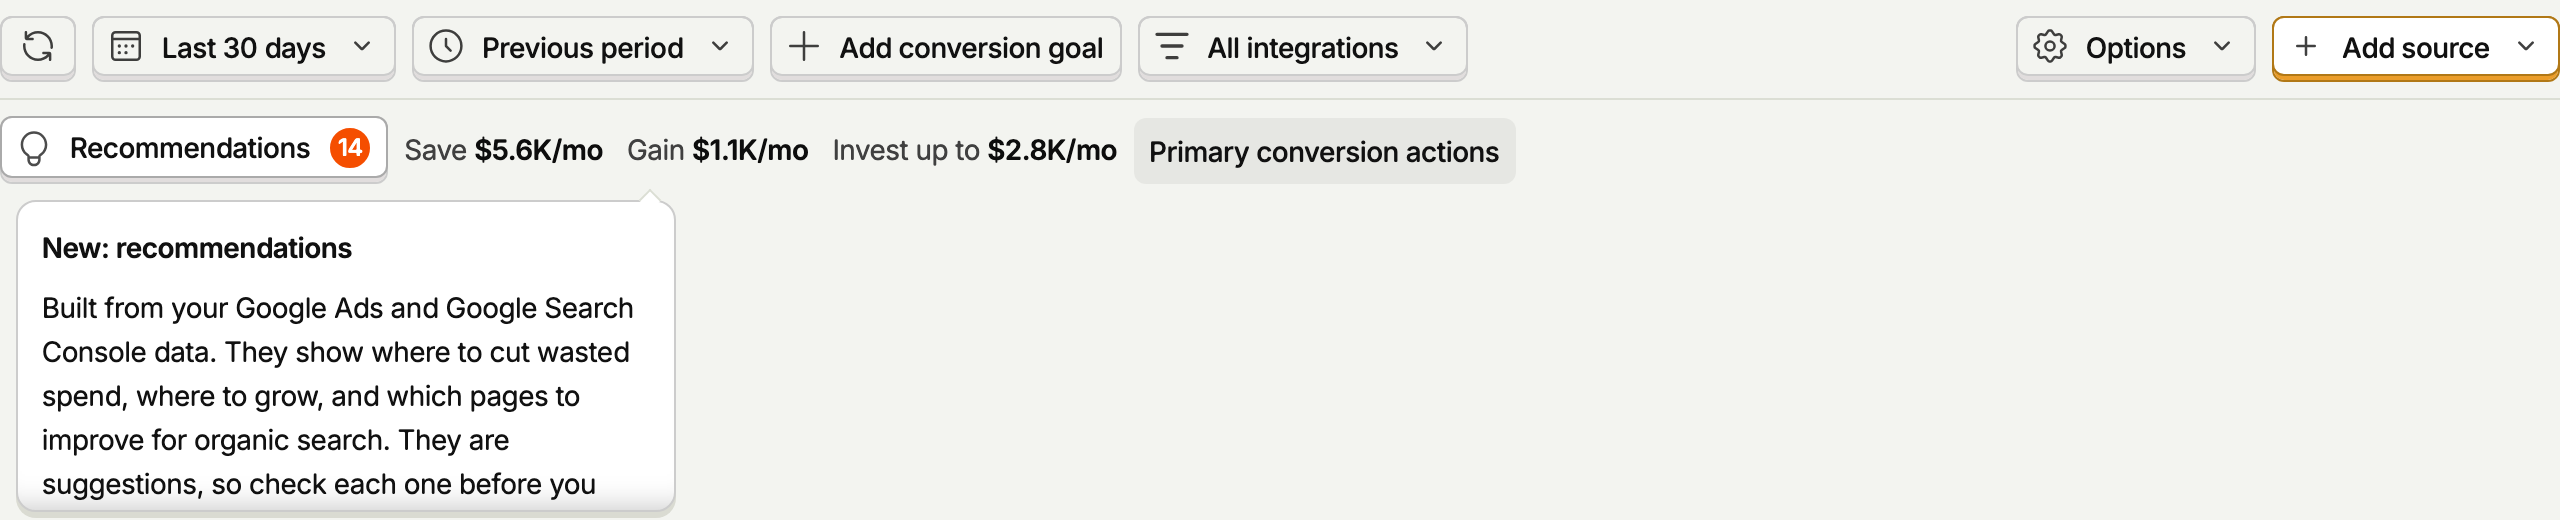 Last 30 days
Previous period
Add conversion goal
All integrations
Options
Add source
Recommendations 14
Save $5.6K/mo
Gain $1.1K/mo
Invest up to $2.8K/mo
Primary conversion actions
New: recommendations
Built from your Google Ads and Google Search
Console data. They show where to cut wasted
spend, where to grow, and which pages to
improve for organic search. They are
suggestions, so check each one before you